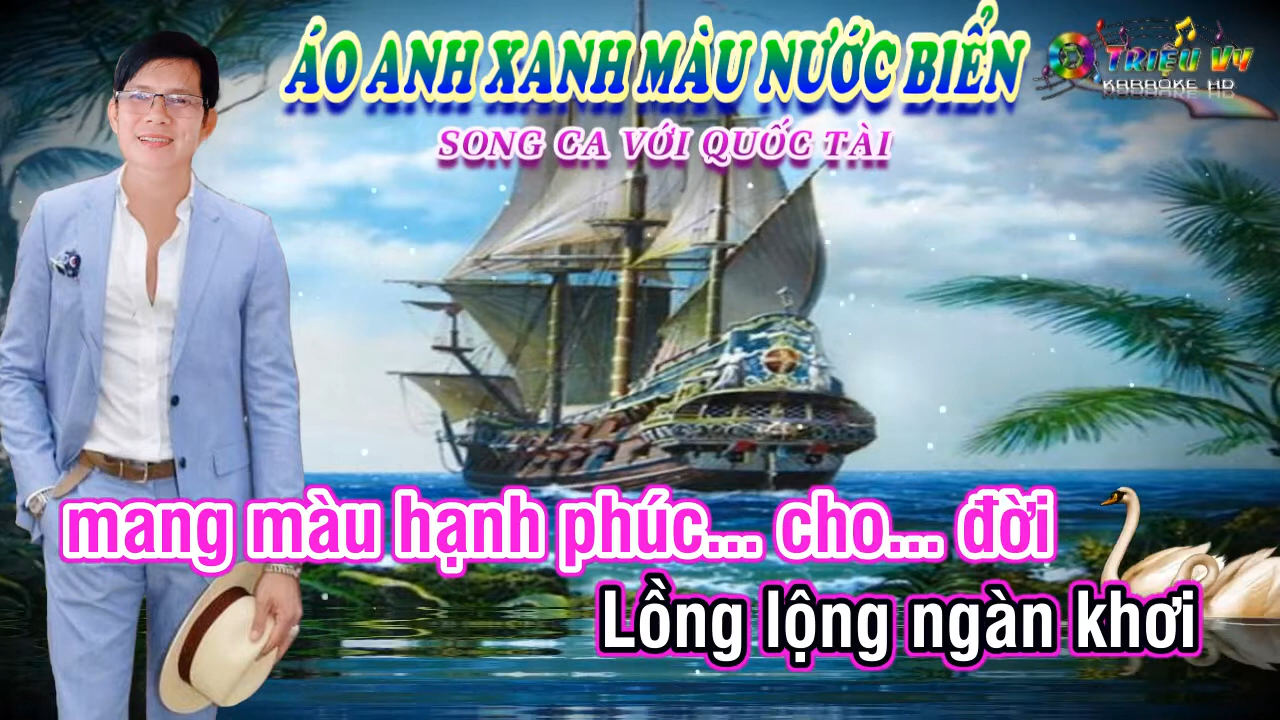 ÁO ANH XANH MÀU NƯỚC BIỂN
TRIỆU VY
KARAOKE HD
SONG CA VỚI QUỐC TÀI
mang màu hạnh phúc... cho... đời
Lồng lộng ngàn khơi